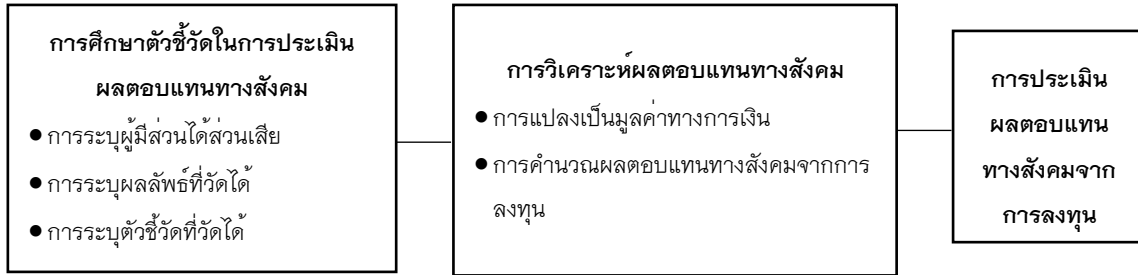 การศึกษาตัวชี้วัดในการประเมิน
ผลตอบแทนทางสังคม
● การระบุผู้มีส่วนได้ส่วนเสีย
● การระบุผลลัพธ์ที่วัดได้
● การระบุตัวชี้วัดที่วัดได้
การวิเคราะห์ผลตอบแทนทางสังคม
● การแปลงเป็นมูลค่าทางการเงิน
● การคำนวณผลตอบแทนทางสังคมจากการ
ลงทุน
การประเมิน
ผลตอบแทน
ทางสังคมจาก
การลงทุน